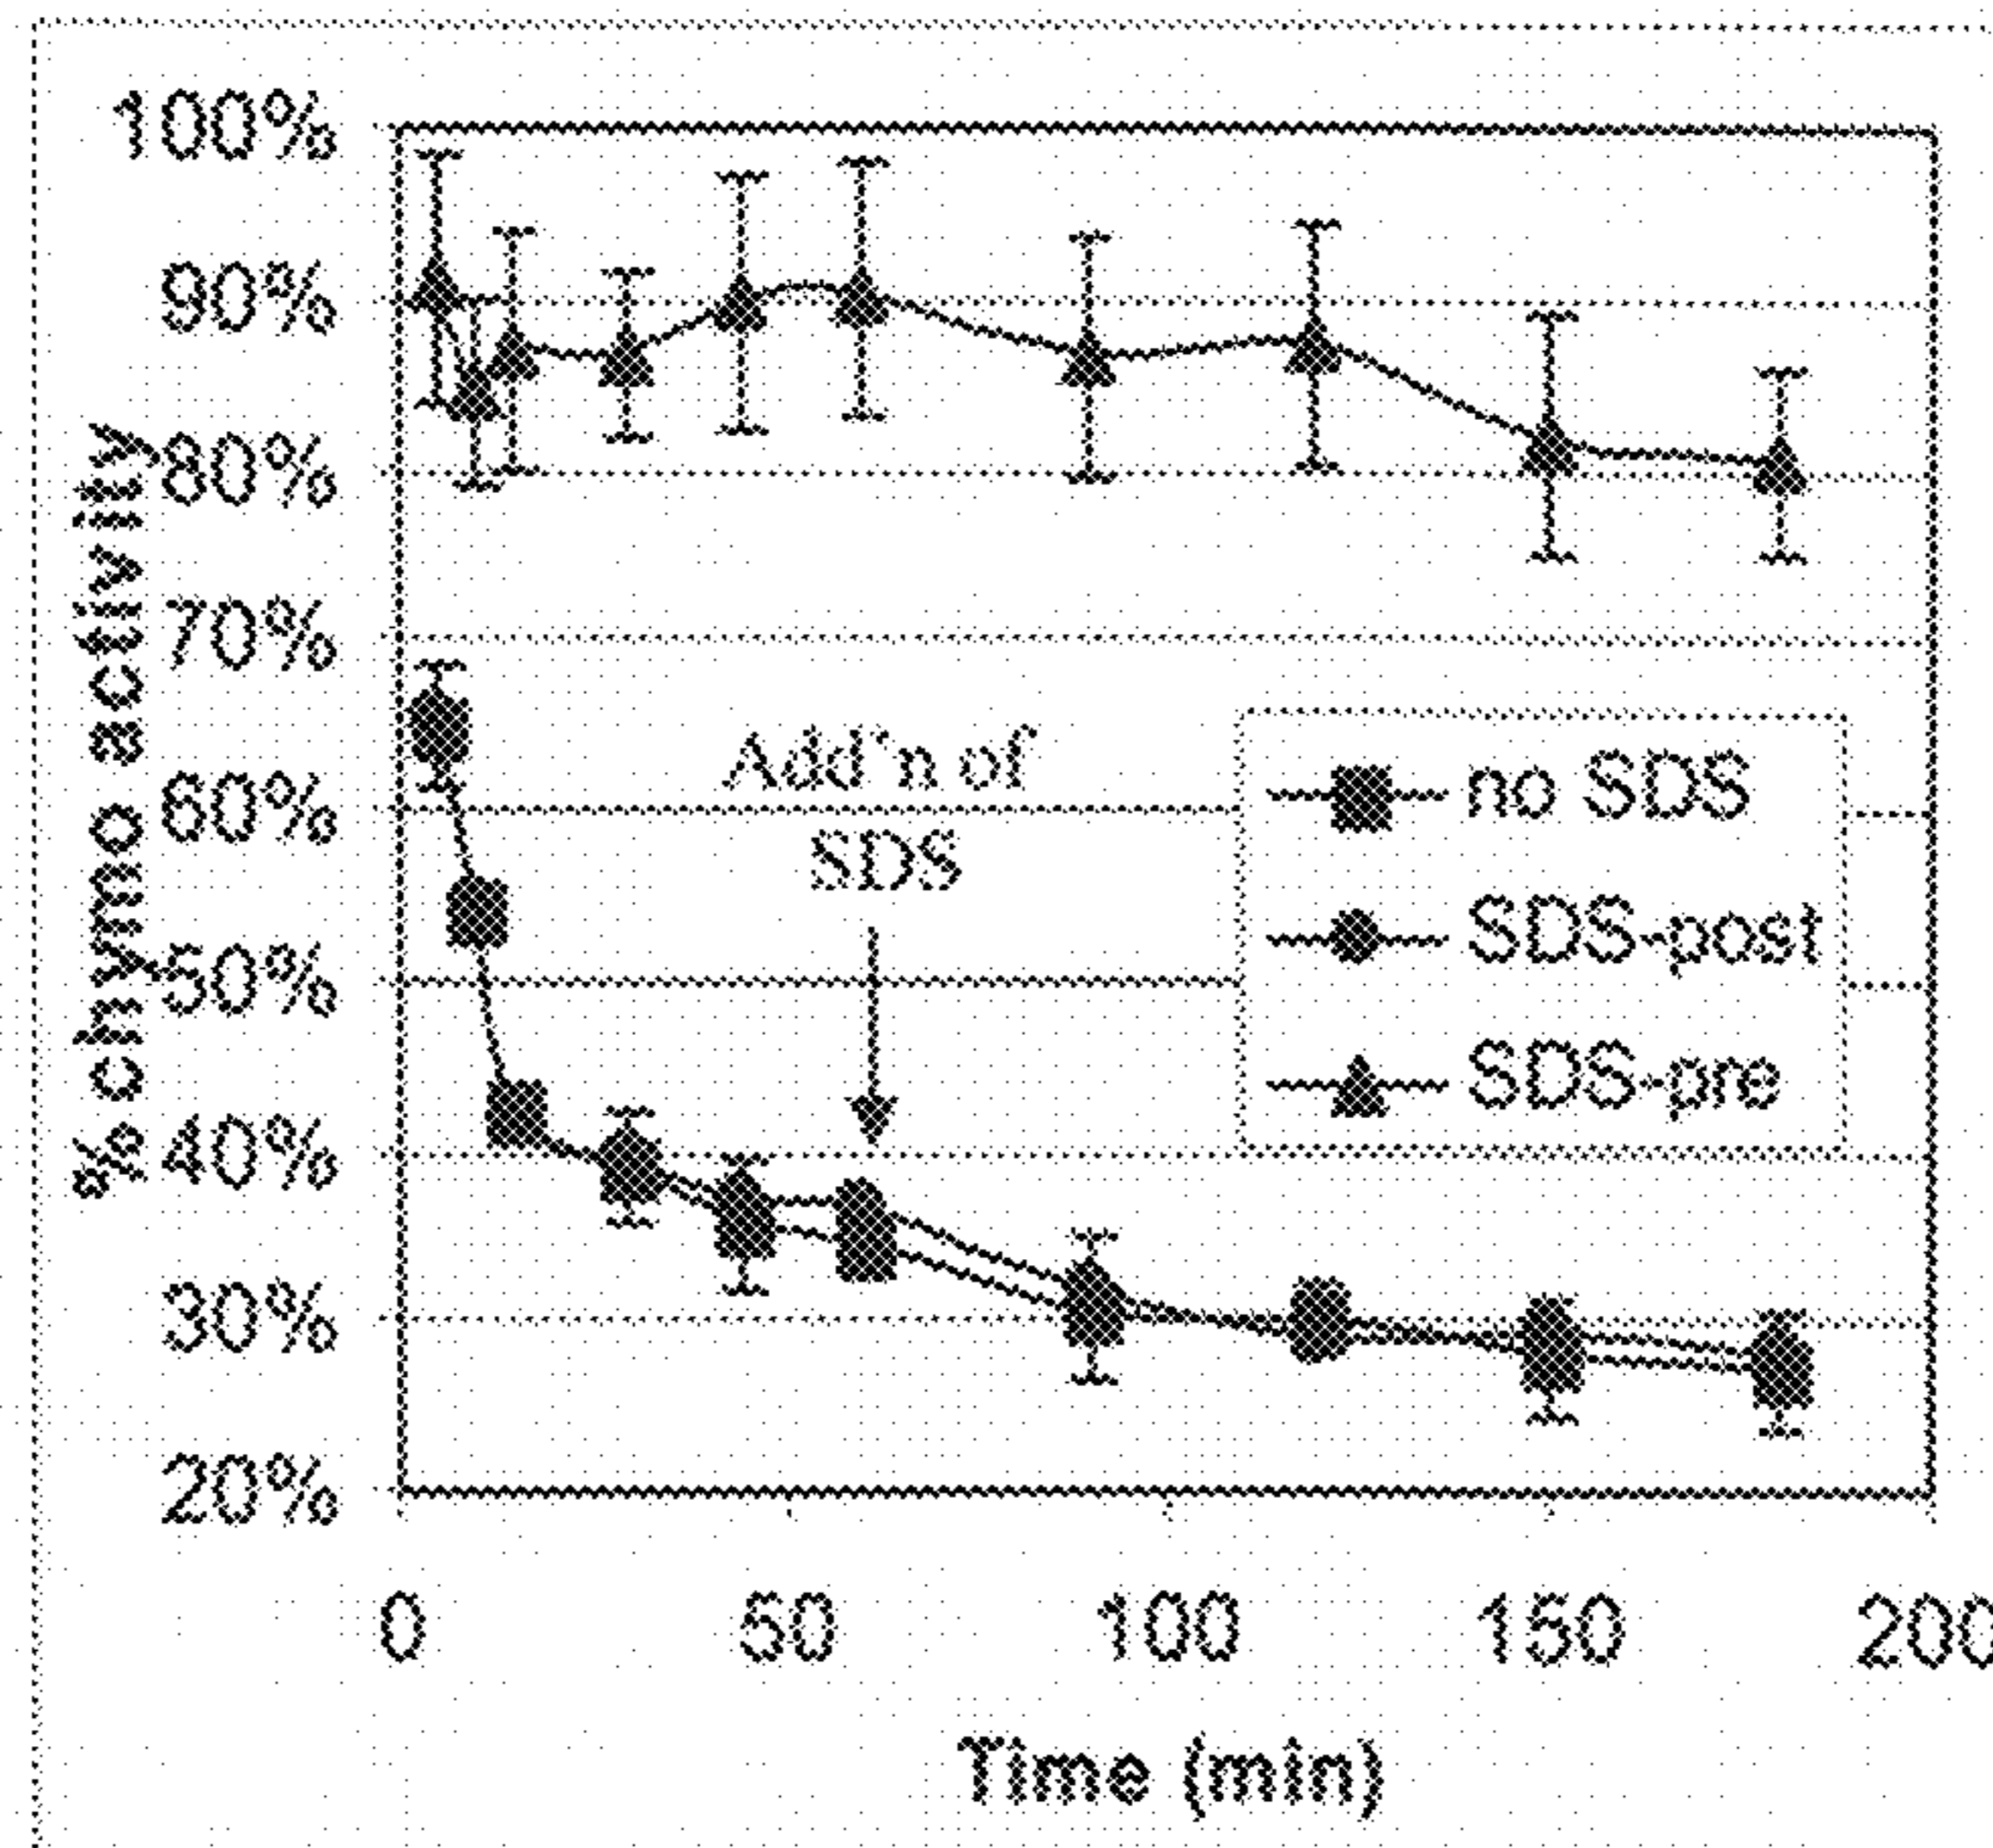 % chymo activity
100%
90%
80%
70%
60%
50%
40%
30%
20%
Add'n of
SDS
no SDS
SDS-post
SDS-pre
0 50 100 150 200
Time (min)